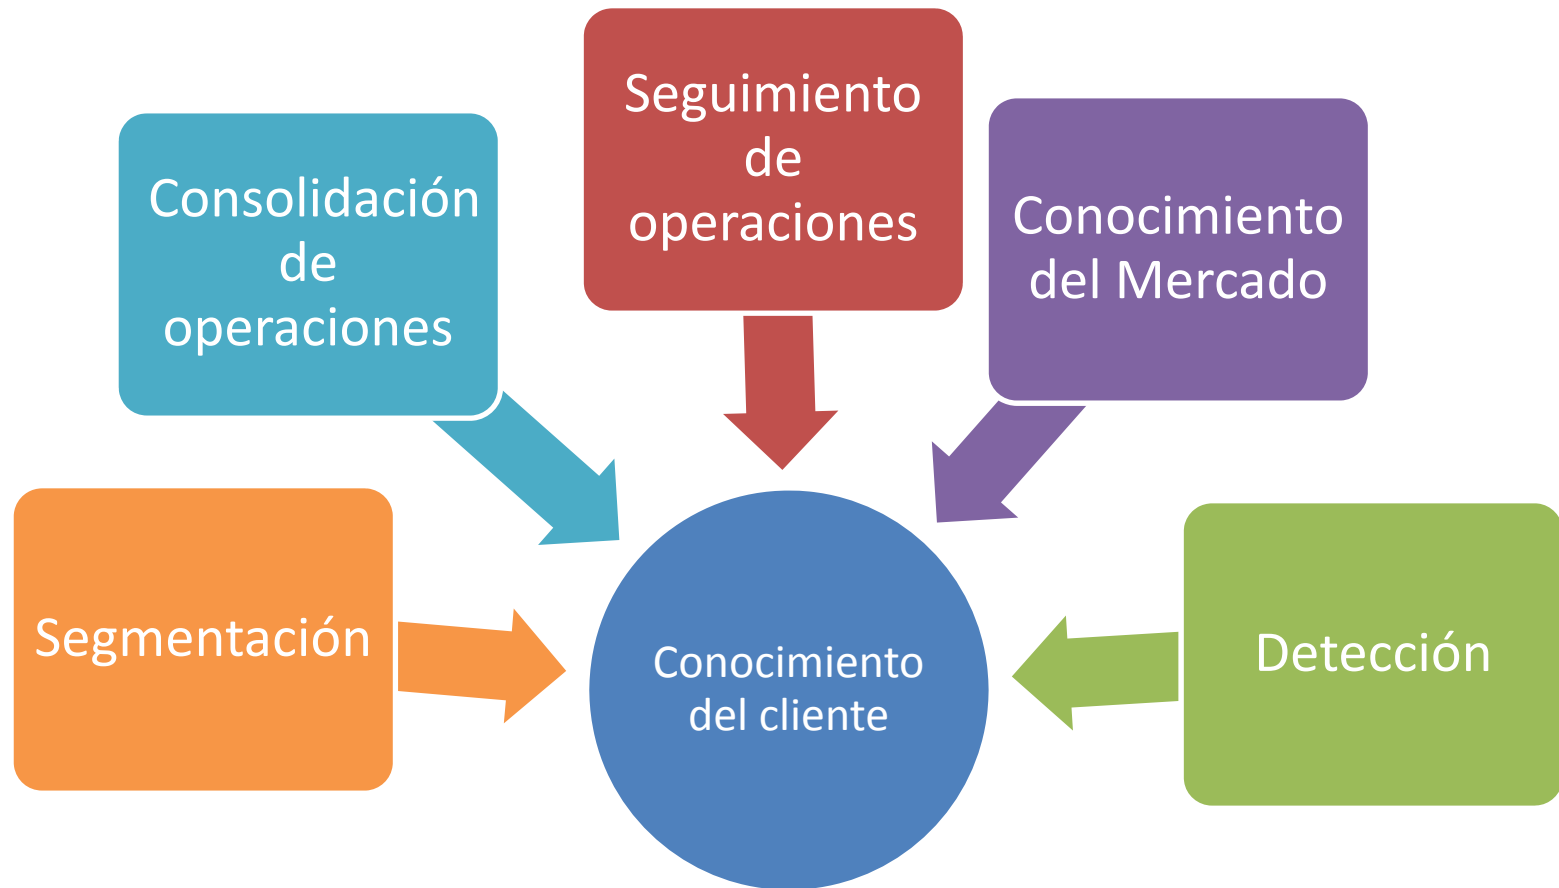 Seguimiento
de
operaciones
Consolidación
de
operaciones
Conocimiento
del Mercado
Segmentación
Conocimiento
del cliente
Detección